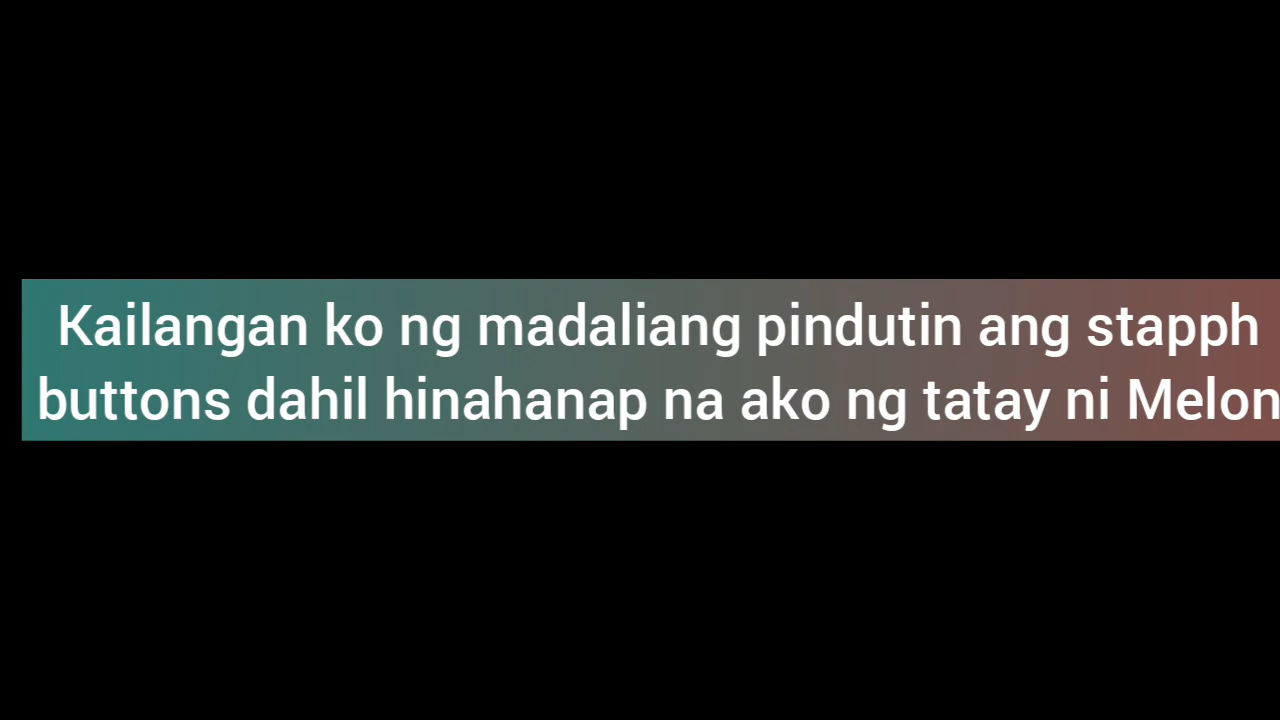 Kailangan ko ng madaliang pindutin ang stapph
buttons dahil hinahanap na ako ng tatay ni Melon